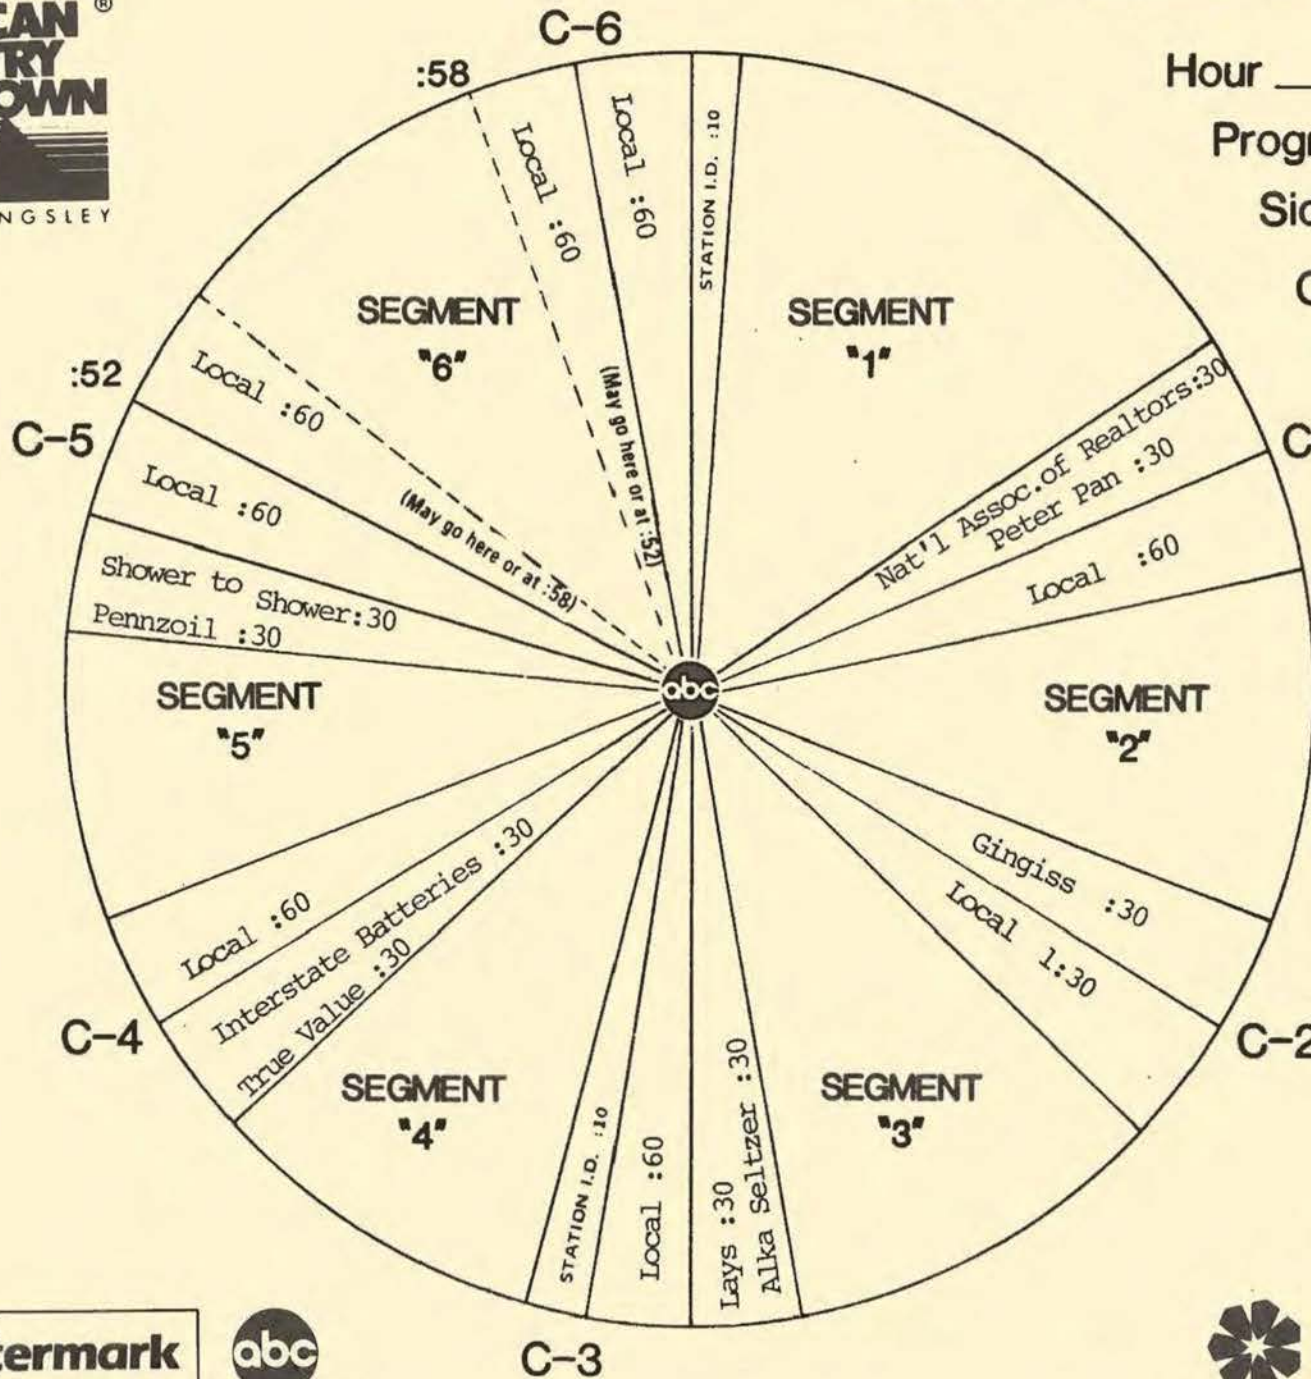 C-6
:58
Hour
NGSLEY
Local :60
Local :60
STATION I.D. :10
SEGMENT
"6"
SEGMENT
"1"
:52
C-5
Local :60
(May go here or at :52)
Nat'l Assoc.of Realtors:30
Peter Pan :30
Local :60
(May go here or at :58)
Local :60
Shower to Shower:30
Pennzoil :30
abc
SEGMENT
"5"
SEGMENT
"2"
Gingiss :30
Local 1:30
C-2
Local :60
Interstate Batteries :30
True Value :30
C-4
SEGMENT
"4"
SEGMENT
"3"
STATION I.D. :10
Local :60
Lays :30
Alka Seltzer :30
C-3
termark
abc